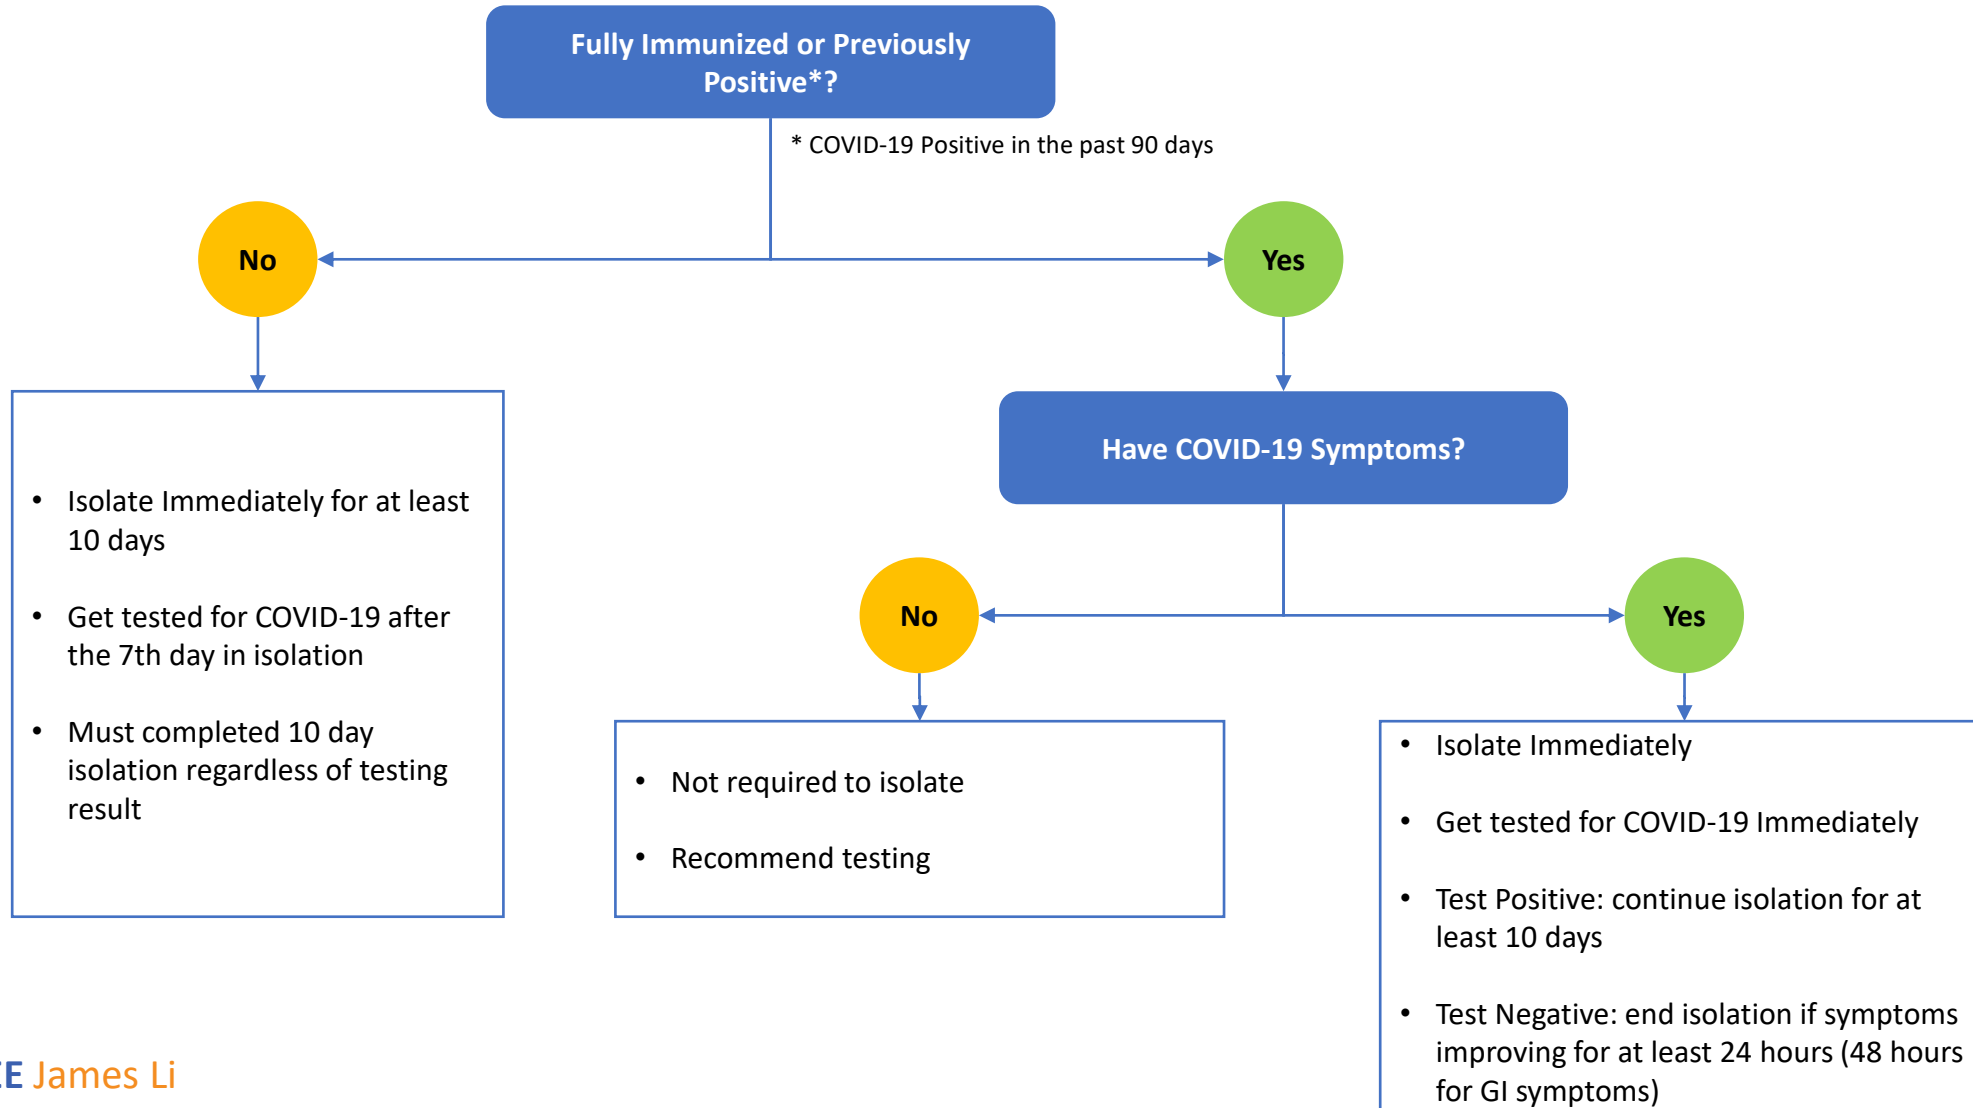 Fully Immunized or Previously
Positive*?
* COVID-19 Positive in the past 90 days
No
Yes
• Isolate Immediately for at least
10 days
• Get tested for COVID-19 after
the 7th day in isolation
• Must completed 10 day
isolation regardless of testing
result
Have COVID-19 Symptoms?
No
Yes
• Not required to isolate
• Recommend testing
• Isolate Immediately
• Get tested for COVID-19 Immediately
• Test Positive: continue isolation for at
least 10 days
• Test Negative: end isolation if symptoms
improving for at least 24 hours (48 hours
for GI symptoms)
James Li